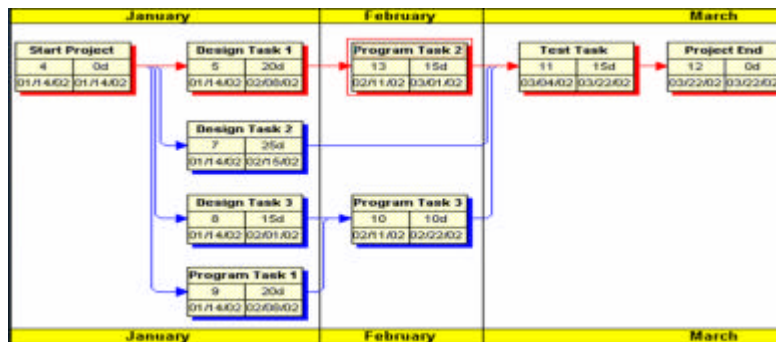 January February March
Start Project
4 0d
01/14/02 01/14/02
Design Task 1
5 20d
01/14/02 02/08/02
Program Task 2
13 15d
02/11/02 03/01/02
Test Task
11 15d
03/04/02 03/22/02
Project End
12 0d
03/22/02 03/22/02
Design Task 2
7 25d
01/14/02 02/15/02
Design Task 3
8 15d
01/14/02 02/01/02
Program Task 3
10 10d
02/11/02 02/22/02
Program Task 1
9 20d
01/14/02 02/08/02
January February March